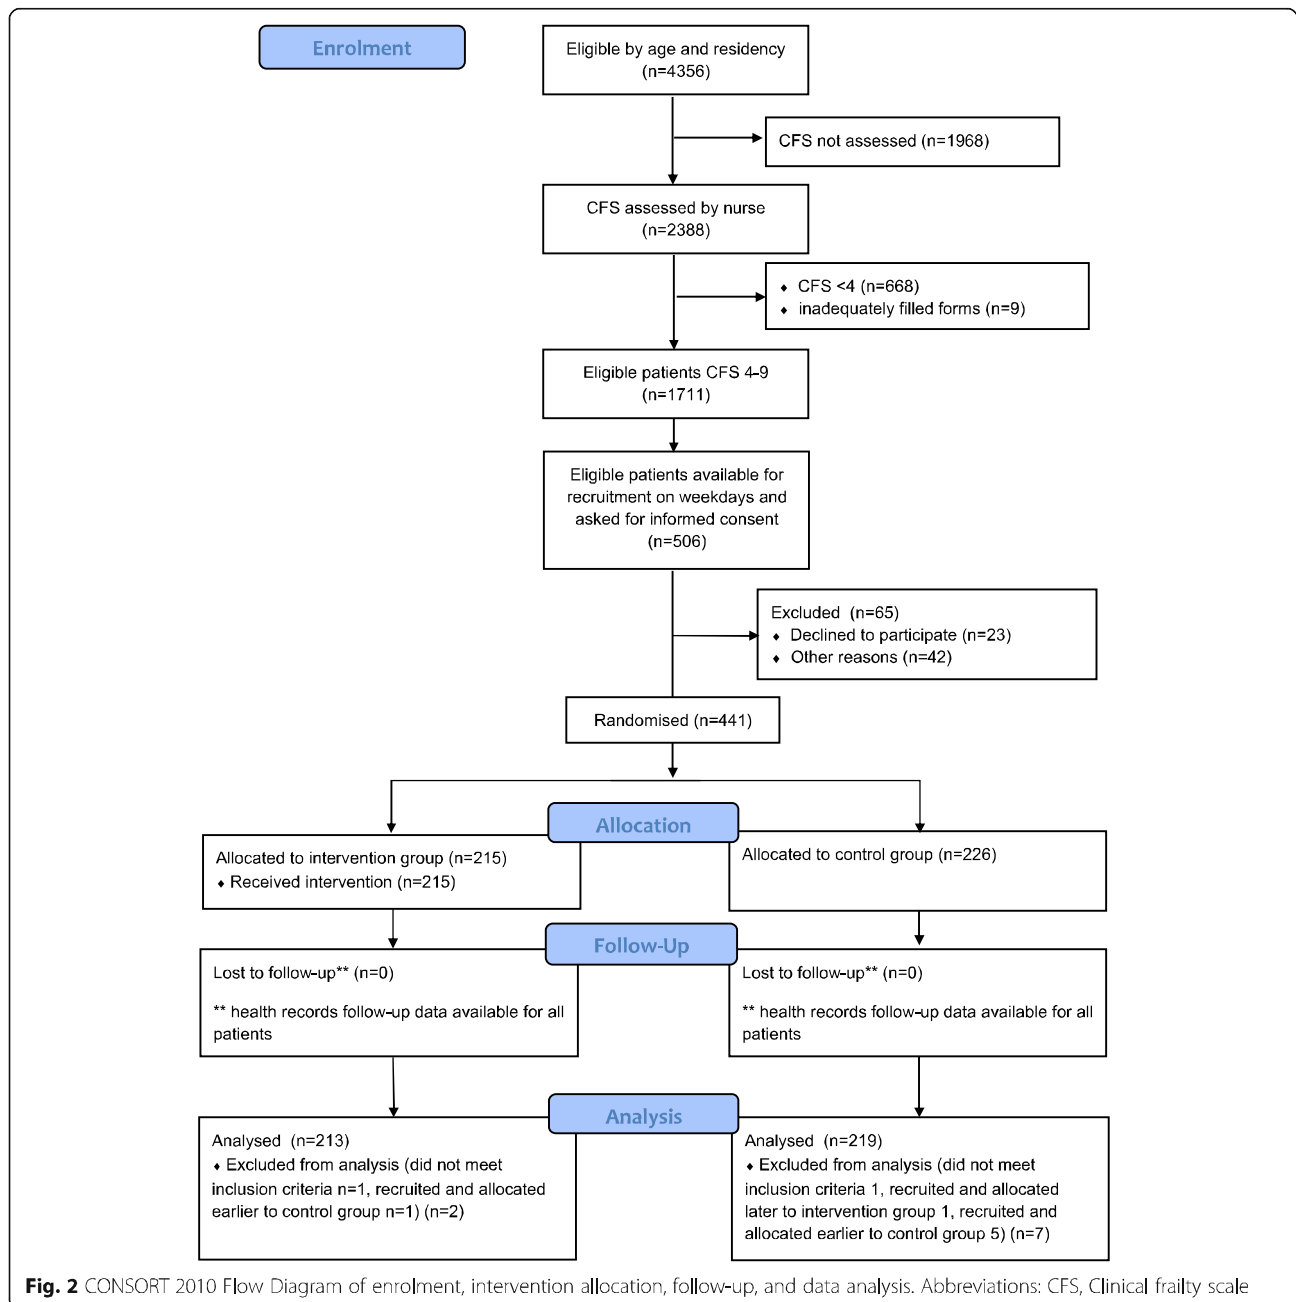 Enrolment
Eligible by age and residency
(n=4356)
CFS not assessed (n=1968)
CFS assessed by nurse
(n=2388)
♦ CFS <4 (n=668)
♦ inadequately filled forms (n=9)
Eligible patients CFS 4-9
(n=1711)
Eligible patients available for
recruitment on weekdays and
asked for informed consent
(n=506)
Excluded (n=65)
♦ Declined to participate (n=23)
♦ Other reasons (n=42)
Randomised (n=441)
Allocation
Allocated to intervention group (n=215)
♦ Received intervention (n=215)
Allocated to control group (n=226)
Follow-Up
Lost to follow-up** (n=0)
** health records follow-up data available for all
patients
Lost to follow-up** (n=0)
** health records follow-up data available for all
patients
Analysis
Analysed (n=213)
♦ Excluded from analysis (did not meet
inclusion criteria n=1, recruited and allocated
earlier to control group n=1) (n=2)
Analysed (n=219)
♦ Excluded from analysis (did not meet
inclusion criteria 1, recruited and allocated
later to intervention group 1, recruited and
allocated earlier to control group 5) (n=7)
Fig. 2 CONSORT 2010 Flow Diagram of enrolment, intervention allocation, follow-up, and data analysis. Abbreviations: CFS, Clinical frailty scale